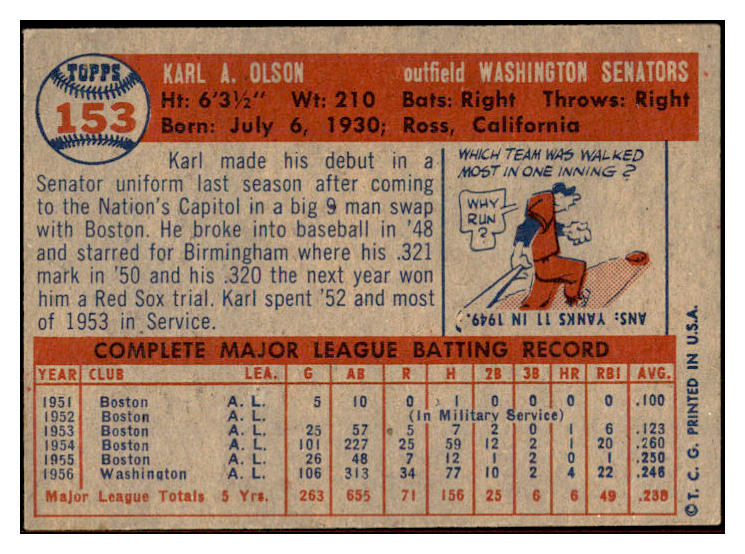 TOPPS
153
KARL A. OLSON outfield WASHINGTON SENATORS
Ht: 6'3½" Wt: 210 Bats: Right Throws: Right
Born: July 6, 1930; Ross, California
Karl made his debut in a
Senator uniform last season after coming
to the Nation's Capitol in a big 9 man swap
with Boston. He broke into baseball in '48
and starred for Birmingham where his .321
mark in '50 and his .320 the next year won
him a Red Sox trial. Karl spent '52 and most
of 1953 in Service.
WHICH TEAM WAS WALKED
MOST IN ONE INNING?
WHY
RUN
?
ANS: YANKS 11 IN 1949.
COMPLETE MAJOR LEAGUE BATTING RECORD
YEAR CLUB LEA. G AB R H 2B 3B HR RBI AVG.
1951 Boston A. L. 5 10 0 1 0 0 0 0 .100
1952 Boston A. L. (In Military Service)
1953 Boston A. L. 25 57 5 7 2 0 1 6 .123
1954 Boston A. L. 101 227 25 59 12 2 1 20 .260
1955 Boston A. L. 26 48 7 12 1 2 0 1 .250
1956 Washington A. L. 106 313 34 77 10 2 4 22 .246
Major League Totals 5 Yrs. 263 655 71 156 25 6 6 49 .238
©T. C. G. PRINTED IN U.S.A.